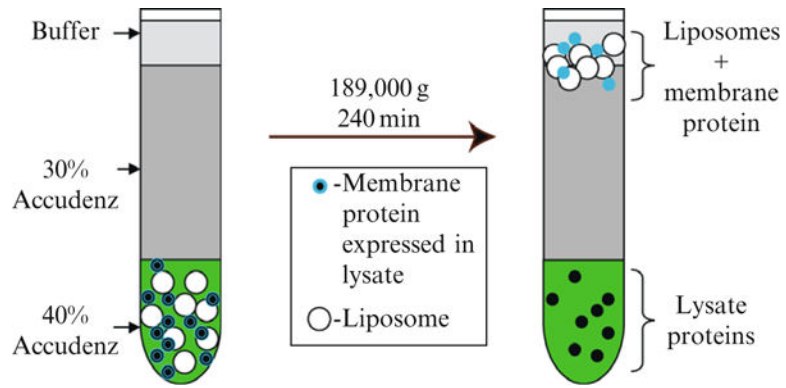 Buffer
30%
Accudenz
40%
Accudenz
189,000 g
240 min
-Membrane
protein
expressed in
lysate
-Liposome
Liposomes
+
membrane
protein
Lysate
proteins